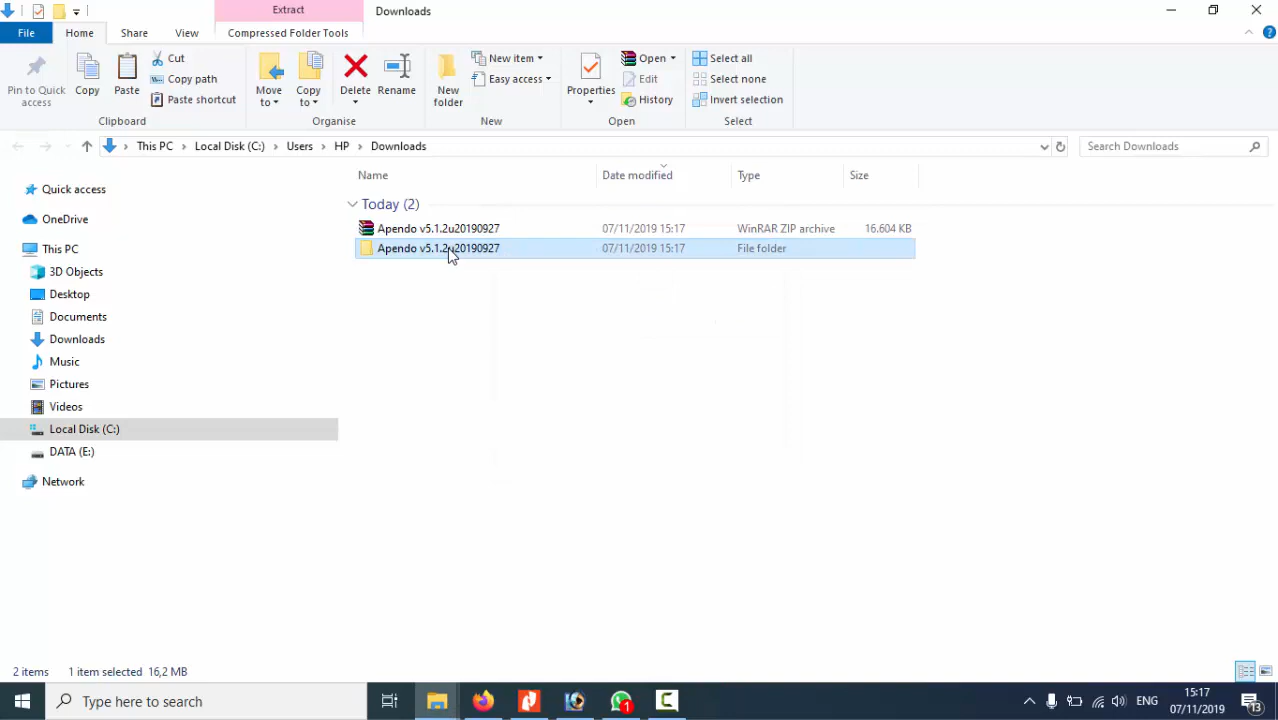 Extract
Downloads
File
Home
Share
View
Compressed Folder Tools
Pin to Quick access
Copy
Paste
Cut
Copy path
Paste shortcut
Clipboard
Move to
Copy to
Delete
Rename
Organise
New folder
New item
Easy access
New
Properties
Open
Edit
History
Open
Select all
Select none
Invert selection
Select
This PC > Local Disk (C:) > Users > HP > Downloads
Search Downloads
Quick access
OneDrive
This PC
3D Objects
Desktop
Documents
Downloads
Music
Pictures
Videos
Local Disk (C:)
DATA (E:)
Network
Name Date modified Type Size
Today (2)
Apendo v5.1.2u20190927 07/11/2019 15:17 WinRAR ZIP archive 16.604 KB
Apendo v5.1.2u20190927 07/11/2019 15:17 File folder
2 items 1 item selected 16,2 MB
Type here to search
1
ENG
15:17
07/11/2019
13